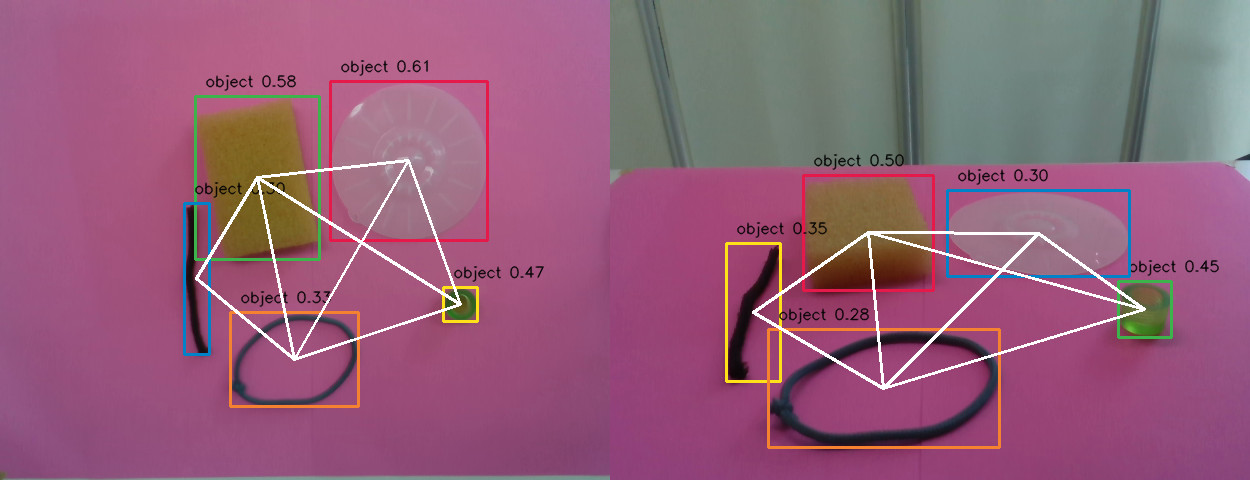 object 0.61
object 0.58
object 0.50
object 0.47
object 0.33
object 0.50
object 0.30
object 0.35
object 0.45
object 0.28